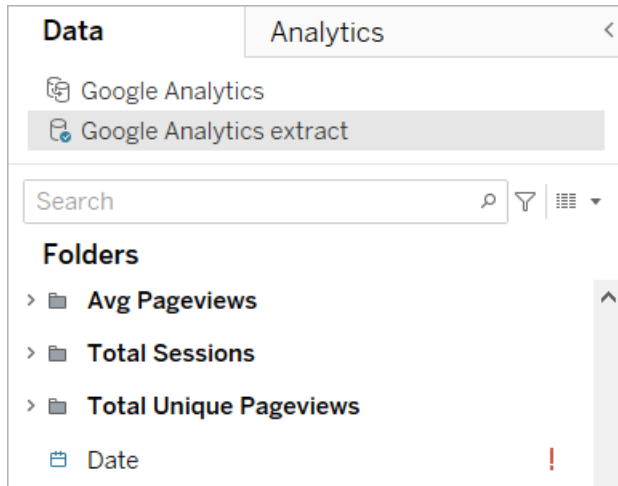 Data
Analytics
Google Analytics
Google Analytics extract
Search
Folders
Avg Pageviews
Total Sessions
Total Unique Pageviews
Date !